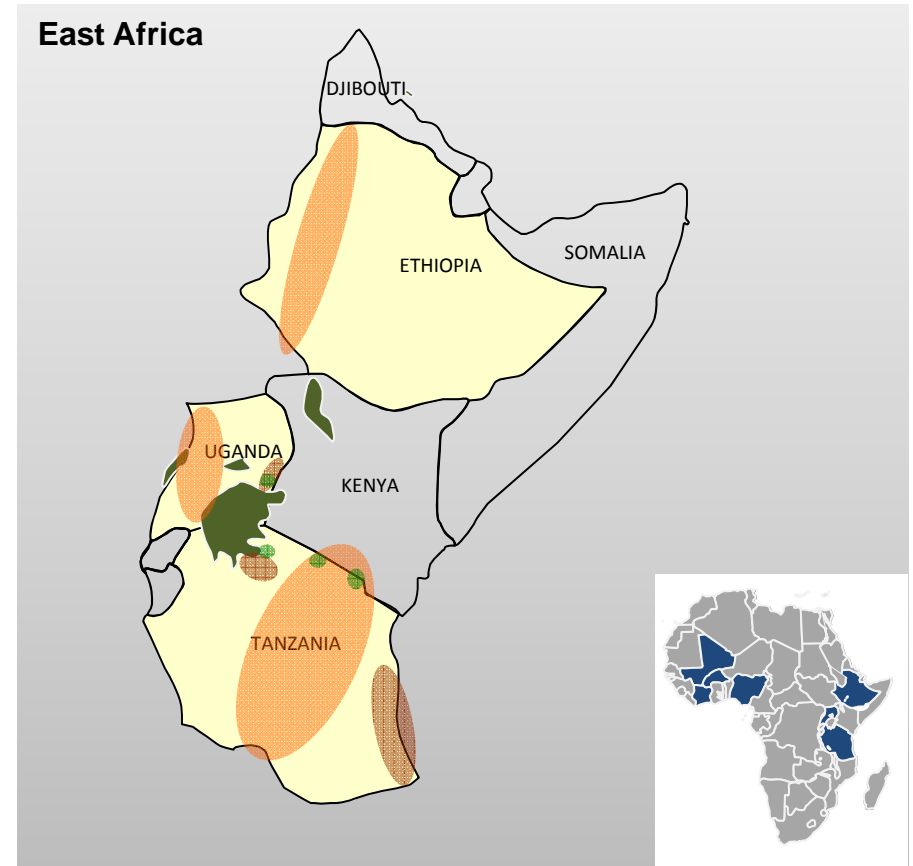 East Africa
DJIBOUTI
ETHIOPIA
SOMALIA
UGANDA
KENYA
TANZANIA